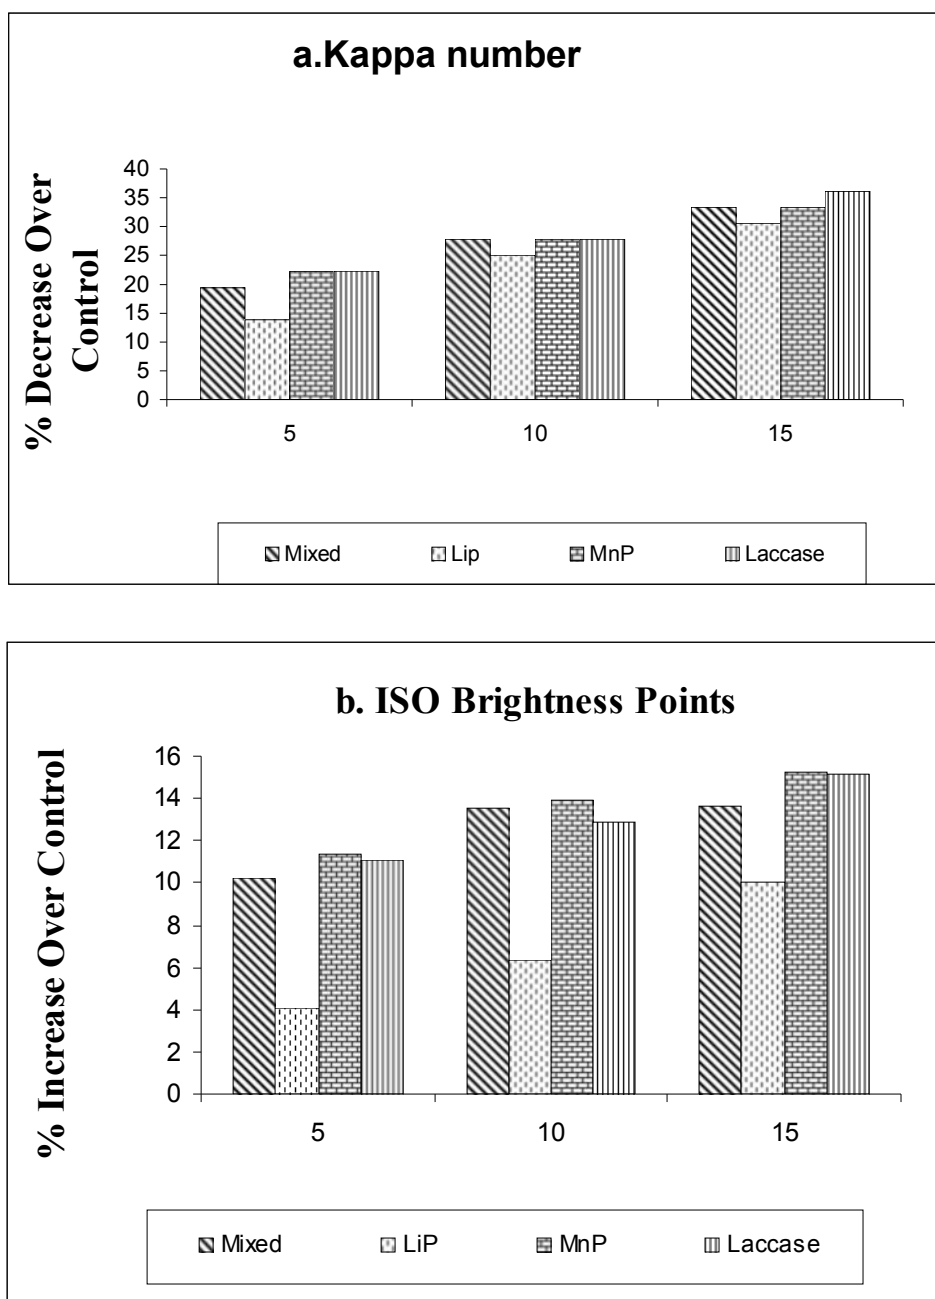 a.Kappa number
% Decrease Over
Control
40
35
30
25
20
15
10
5
0
5 10 15
Mixed Lip MnP Laccase
b. ISO Brightness Points
% Increase Over Control
16
14
12
10
8
6
4
2
0
5 10 15
Mixed LiP MnP Laccase